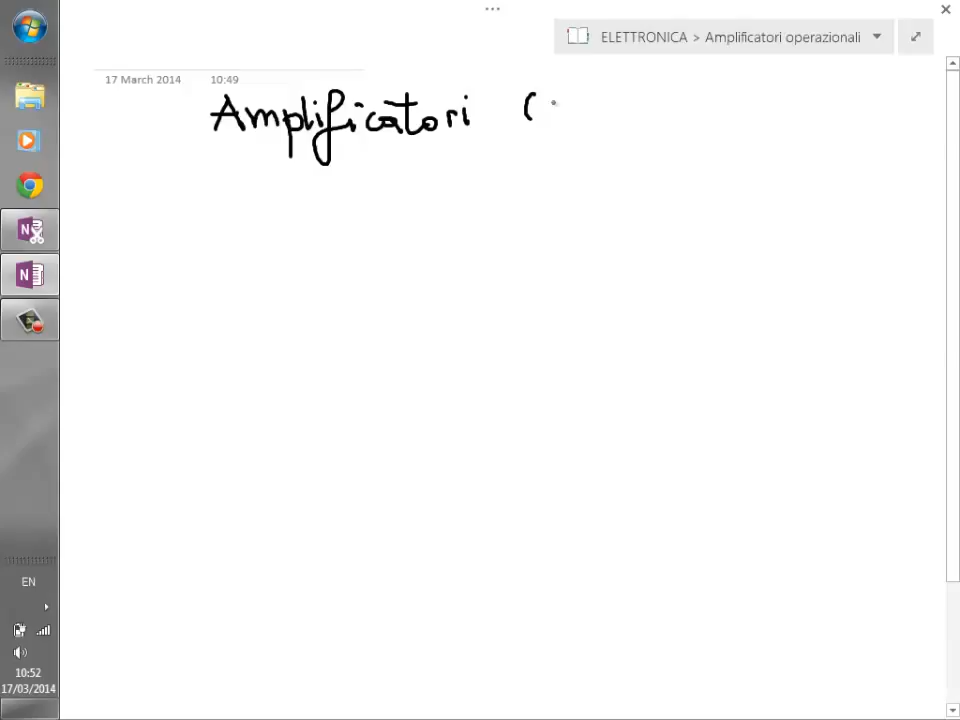 ELETTRONICA > Amplificatori operazionali
17 March 2014 10:49
Amplificatori (
N
N
EN
10:52
17/03/2014